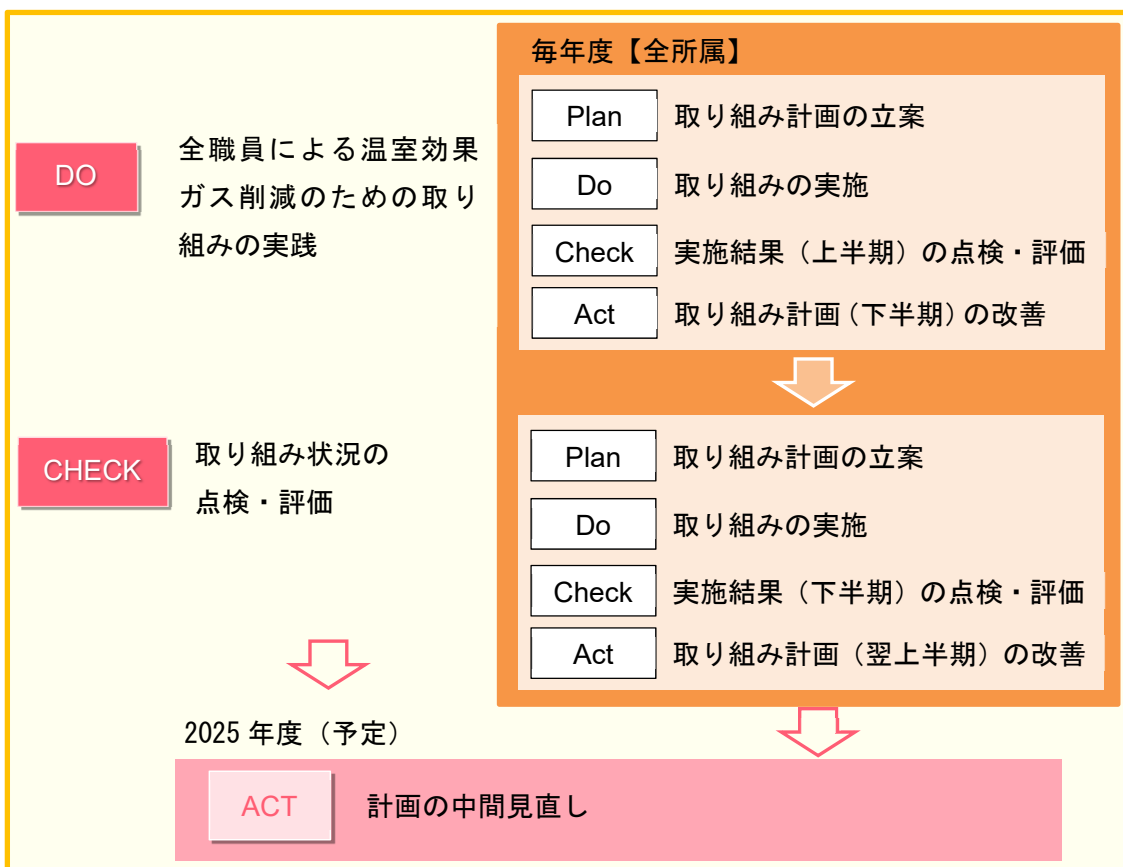 DO
全職員による温室効果
ガス削減のための取り
組みの実践
CHECK
取り組み状況の
点検・評価
毎年度【全所属】
Plan 取り組み計画の立案
Do 取り組みの実施
Check 実施結果（上半期）の点検・評価
Act 取り組み計画（下半期）の改善
Plan 取り組み計画の立案
Do 取り組みの実施
Check 実施結果（下半期）の点検・評価
Act 取り組み計画（翌上半期）の改善
2025 年度（予定）
ACT 計画の中間見直し